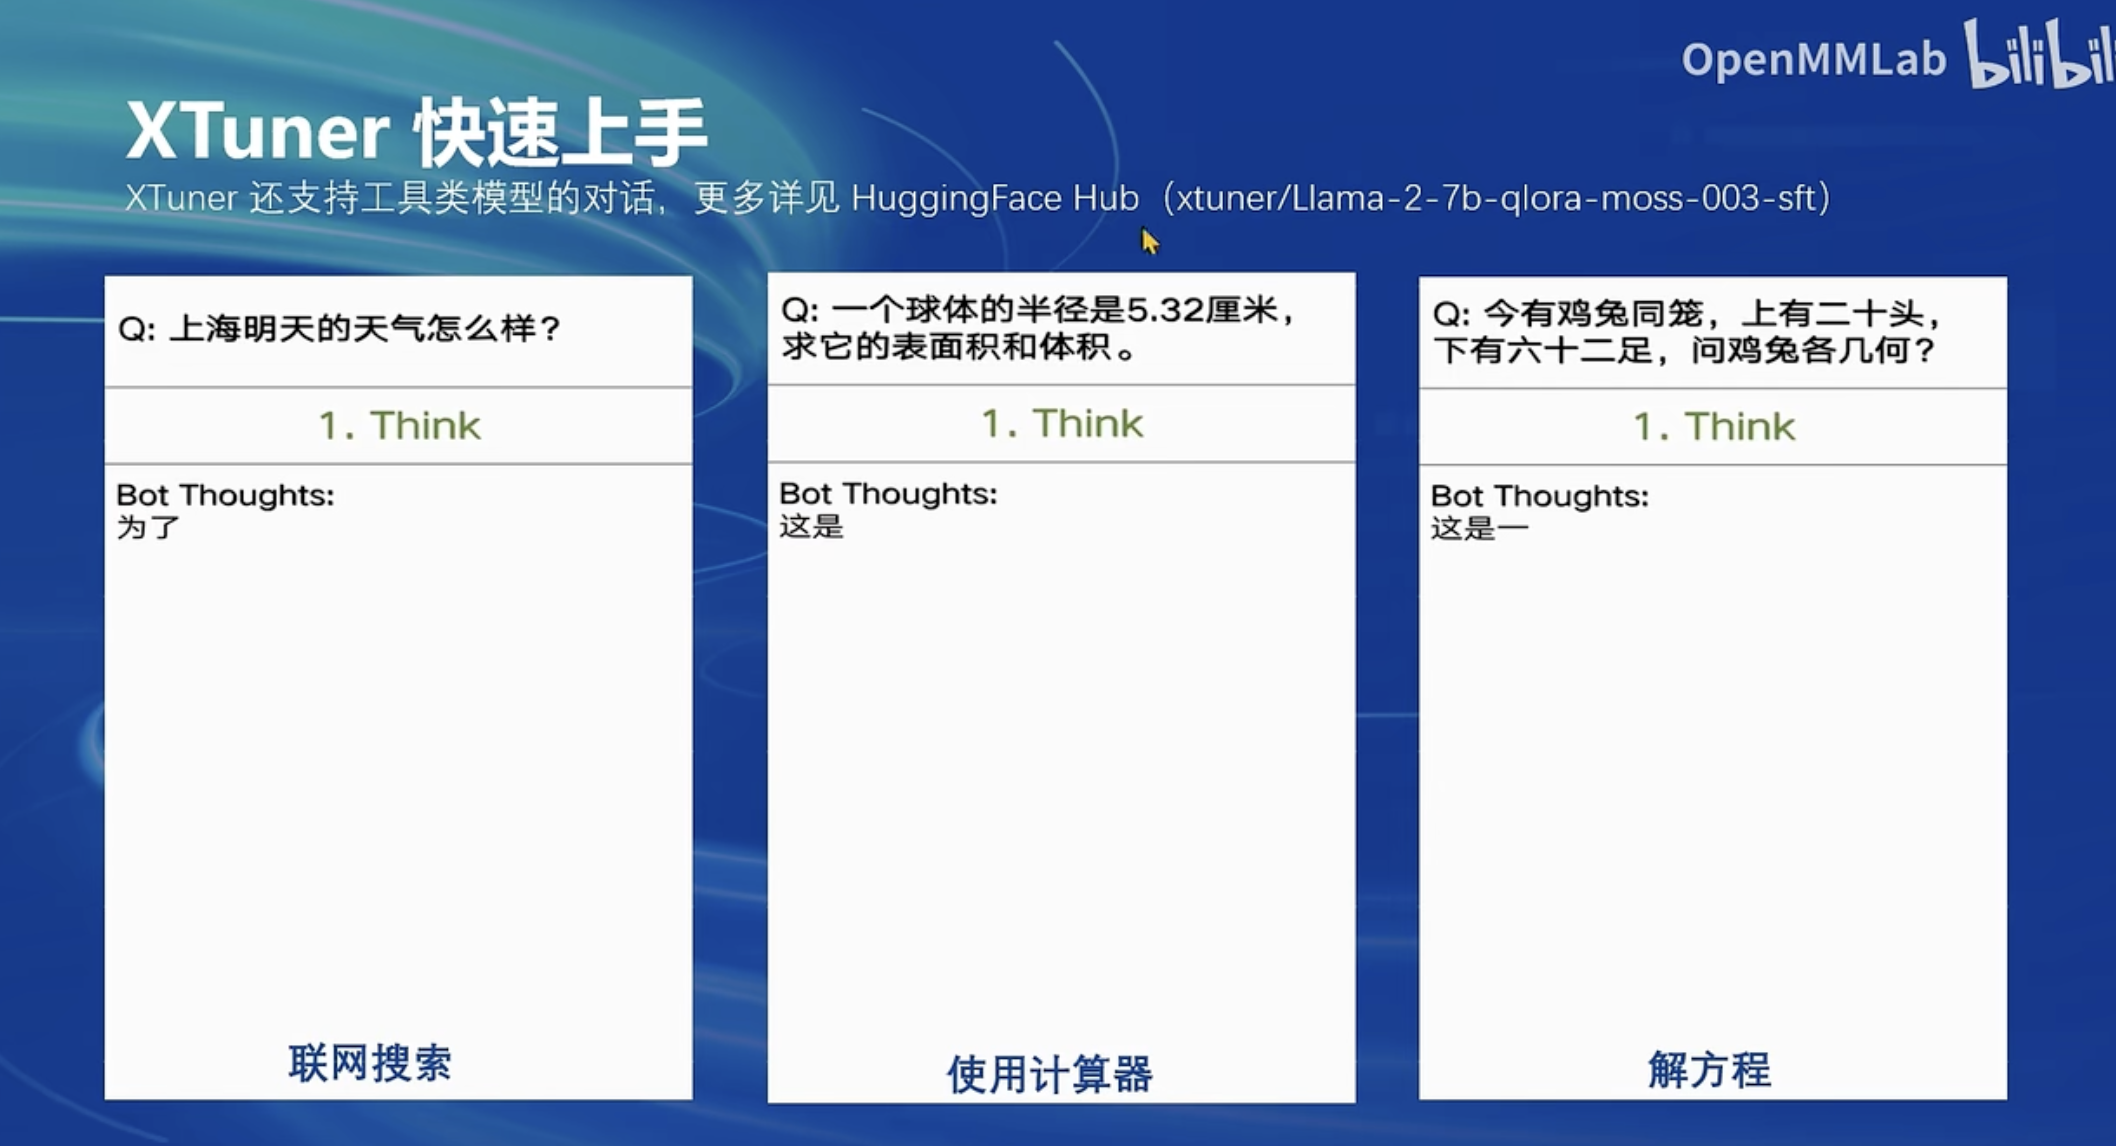 OpenMMLab bilibili
XTuner 快速上手
XTuner 还支持工具类模型的对话，更多详见 HuggingFace Hub（xtuner/Llama-2-7b-qlora-moss-003-sft）
Q: 上海明天的天气怎么样？
1. Think
Bot Thoughts:
为了
联网搜索
Q: 一个球体的半径是5.32厘米，
求它的表面积和体积。
1. Think
Bot Thoughts:
这是
使用计算器
Q: 今有鸡兔同笼，上有二十头，
下有六十二足，问鸡兔各几何？
1. Think
Bot Thoughts:
这是一
解方程